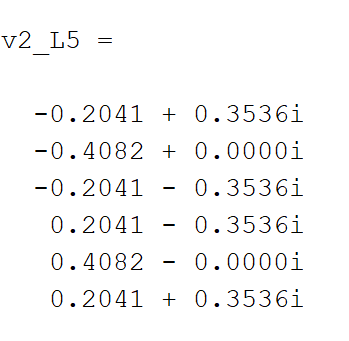 v2_L5 =
-0.2041 + 0.3536i
-0.4082 + 0.0000i
-0.2041 - 0.3536i
0.2041 - 0.3536i
0.4082 - 0.0000i
0.2041 + 0.3536i